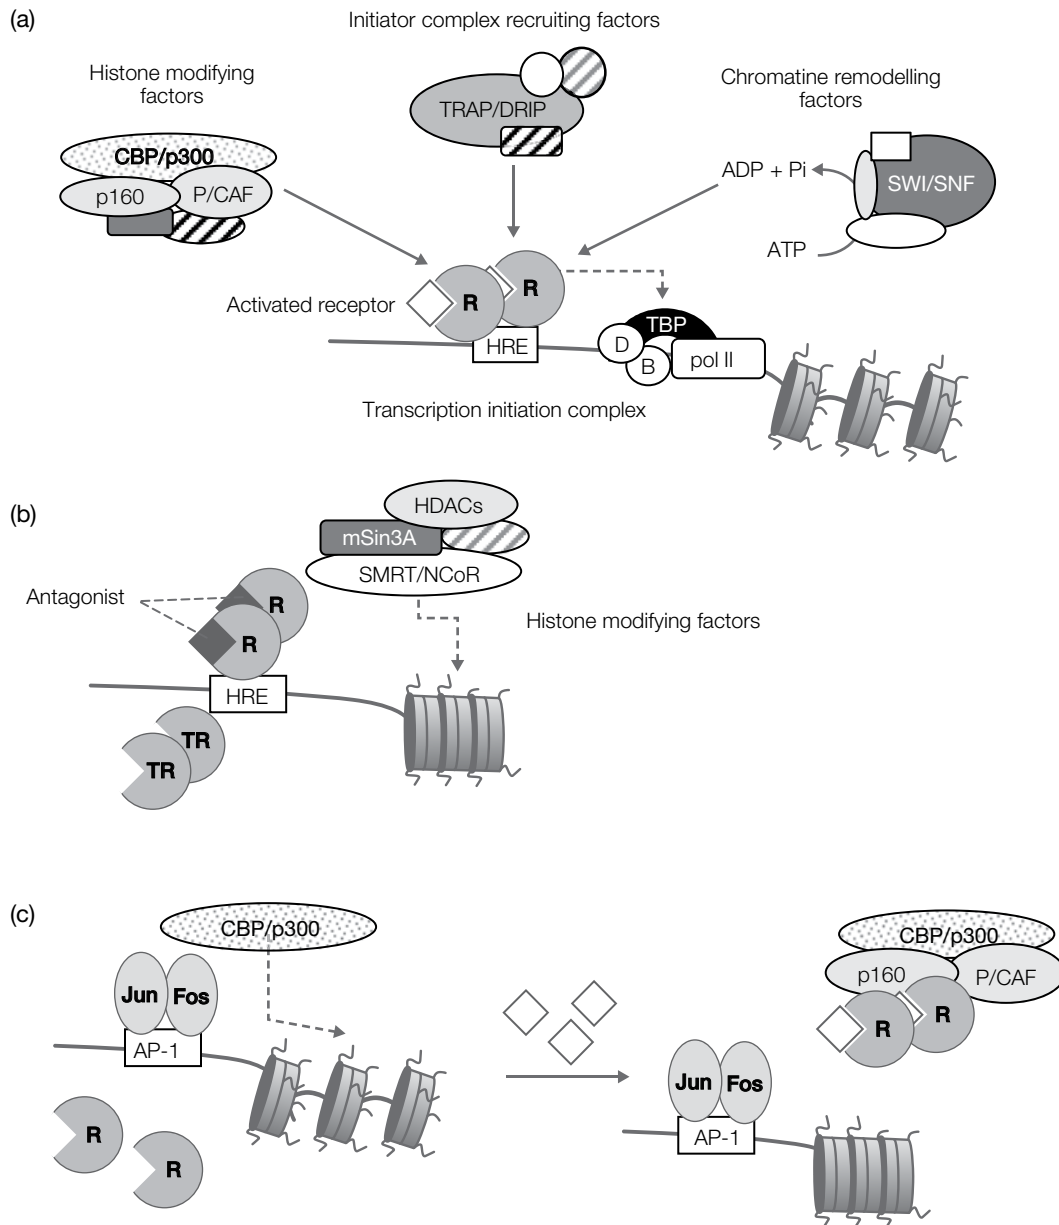 (a)
Initiator complex recruiting factors
Histone modifying
factors
Chromatine remodelling
factors
TRAP/DRIP
CBP/p300
p160
P/CAF
ADP + Pi
SWI/SNF
ATP
Activated receptor
R
R
HRE
TBP
D
B
pol II
Transcription initiation complex
(b)
HDACs
mSin3A
SMRT/NCoR
Antagonist
R
R
Histone modifying factors
HRE
TR
TR
(c)
CBP/p300
Jun
Fos
AP-1
R
R
CBP/p300
p160
P/CAF
R
R
Jun
Fos
AP-1